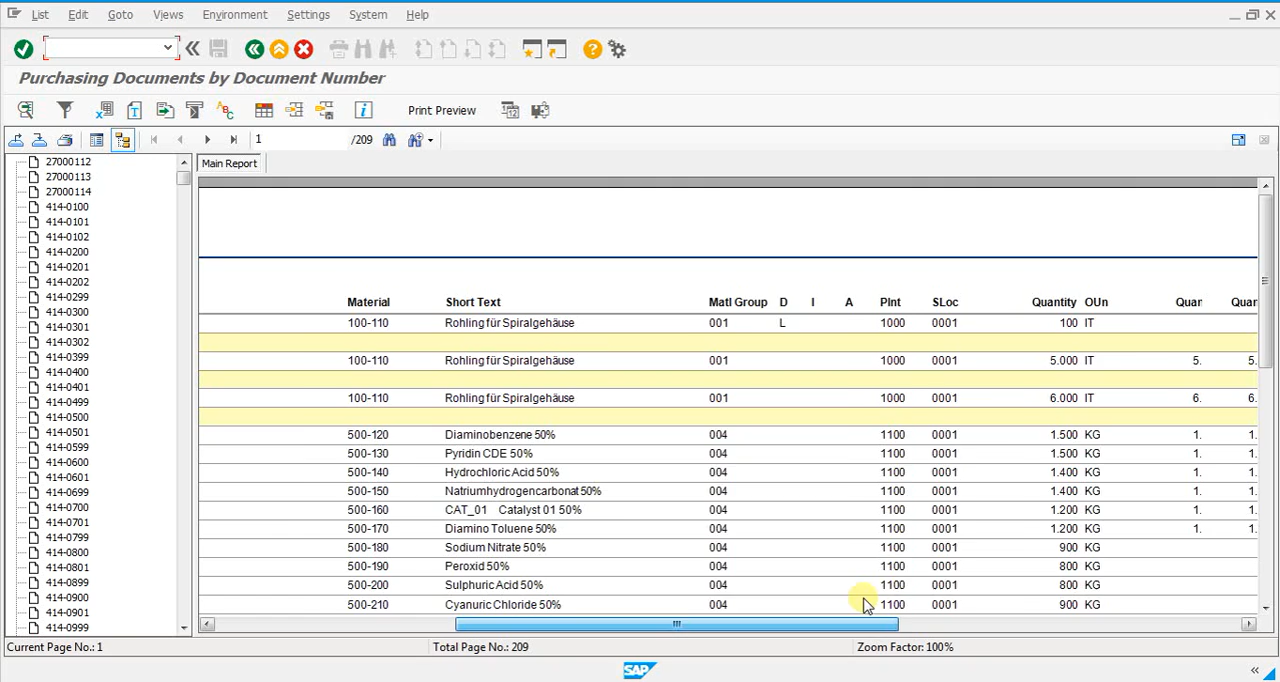 List Edit Goto Views Environment Settings System Help
Purchasing Documents by Document Number
Print Preview
1 /209
27000112
27000113
27000114
414-0100
414-0101
414-0102
414-0200
414-0201
414-0202
414-0299
414-0300
414-0301
414-0302
414-0399
414-0400
414-0401
414-0499
414-0500
414-0501
414-0599
414-0600
414-0601
414-0699
414-0700
414-0701
414-0799
414-0800
414-0801
414-0899
414-0900
414-0901
414-0999
Main Report
Material Short Text Matl Group D I A Plnt SLoc Quantity OUn Quar Quar
100-110 Rohling für Spiralgehäuse 001 L 1000 0001 100 IT
100-110 Rohling für Spiralgehäuse 001 1000 0001 5.000 IT 5. 5.
100-110 Rohling für Spiralgehäuse 001 1000 0001 6.000 IT 6. 6.
500-120 Diaminobenzene 50% 004 1100 0001 1.500 KG 1. 1.
500-130 Pyridin CDE 50% 004 1100 0001 1.500 KG 1. 1.
500-140 Hydrochloric Acid 50% 004 1100 0001 1.400 KG 1. 1.
500-150 Natriumhydrogencarbonat 50% 004 1100 0001 1.400 KG 1. 1.
500-160 CAT_01 Catalyst 01 50% 004 1100 0001 1.200 KG 1. 1.
500-170 Diamino Toluene 50% 004 1100 0001 1.200 KG 1. 1.
500-180 Sodium Nitrate 50% 004 1100 0001 900 KG
500-190 Peroxid 50% 004 1100 0001 800 KG
500-200 Sulphuric Acid 50% 004 1100 0001 800 KG
500-210 Cyanuric Chloride 50% 004 1100 0001 900 KG
Current Page No.: 1 Total Page No.: 209 Zoom Factor: 100%
SAP